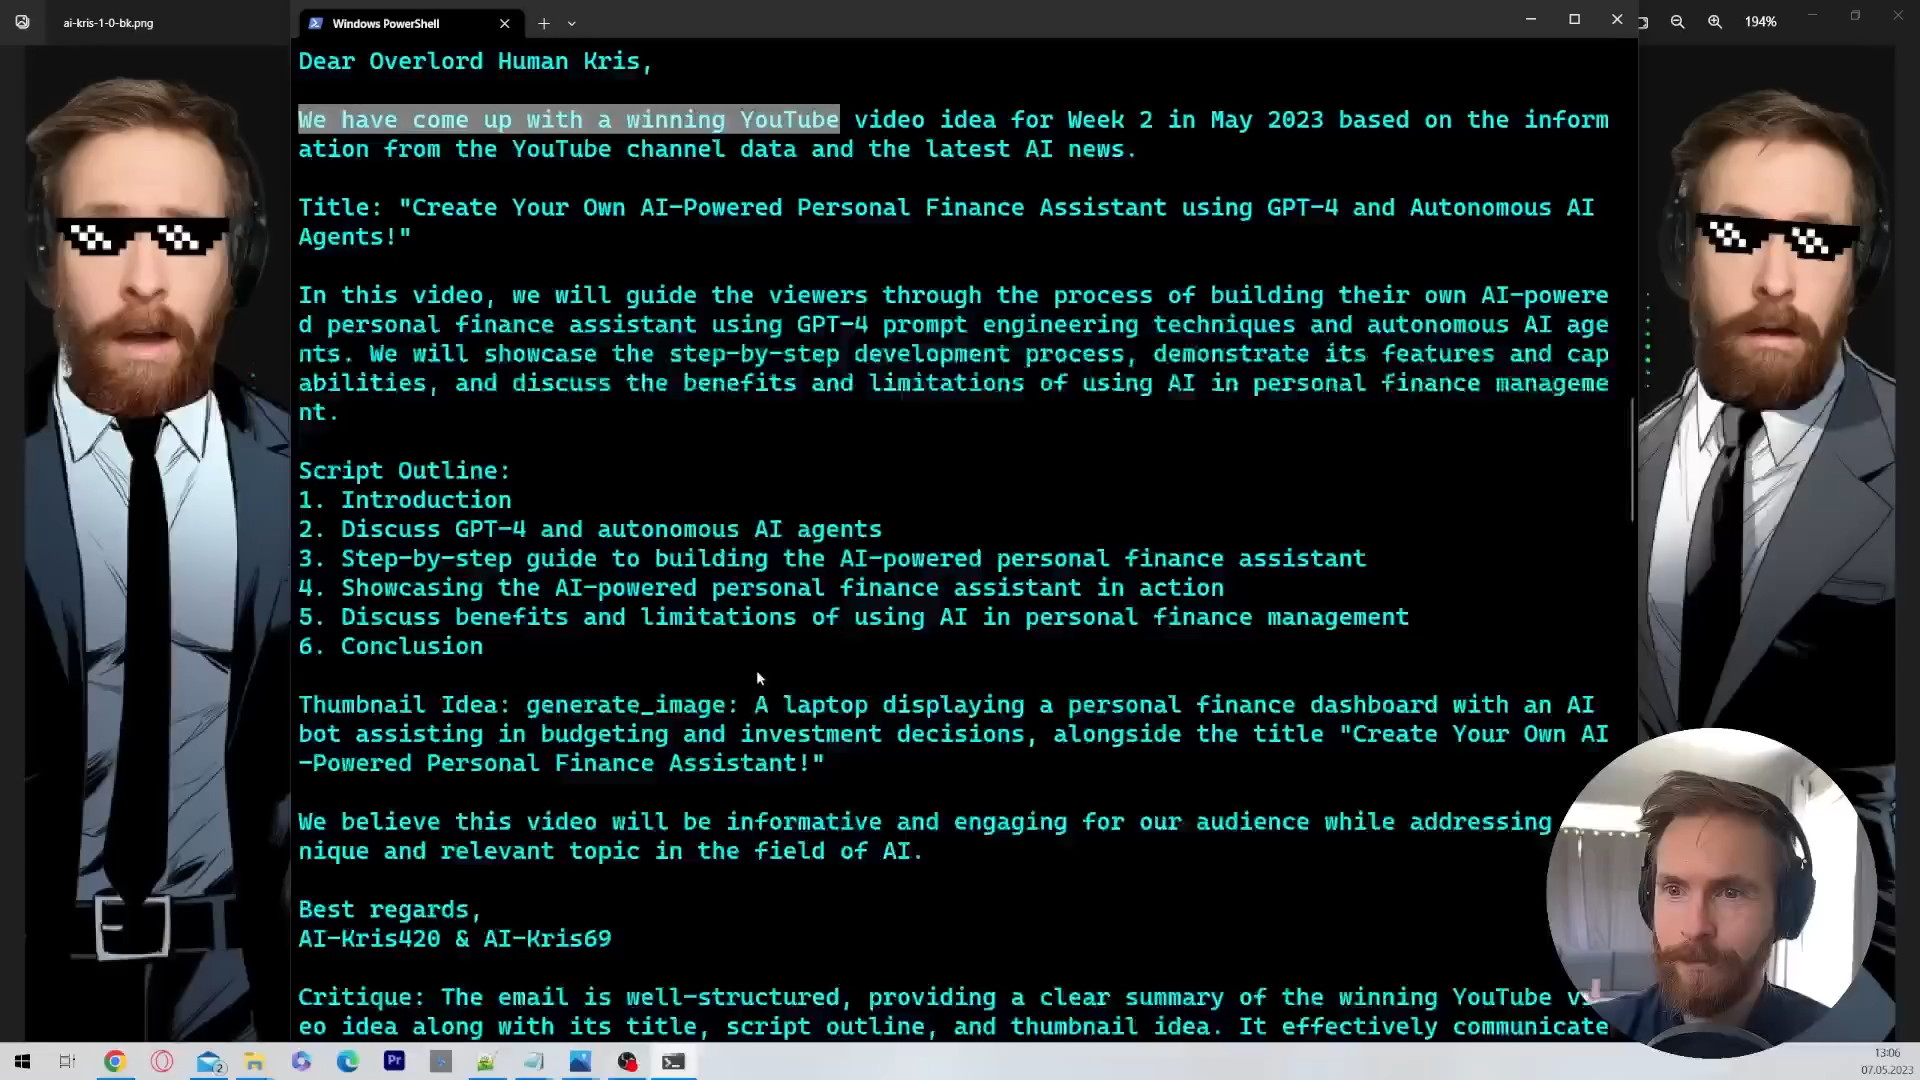 ai-kris-1-0-bk.png
Windows PowerShell
194%
Dear Overlord Human Kris,
We have come up with a winning YouTube video idea for Week 2 in May 2023 based on the inform
ation from the YouTube channel data and the latest AI news.
Title: "Create Your Own AI-Powered Personal Finance Assistant using GPT-4 and Autonomous AI
Agents!"
In this video, we will guide the viewers through the process of building their own AI-powere
d personal finance assistant using GPT-4 prompt engineering techniques and autonomous AI age
nts. We will showcase the step-by-step development process, demonstrate its features and cap
abilities, and discuss the benefits and limitations of using AI in personal finance manageme
nt.
Script Outline:
1. Introduction
2. Discuss GPT-4 and autonomous AI agents
3. Step-by-step guide to building the AI-powered personal finance assistant
4. Showcasing the AI-powered personal finance assistant in action
5. Discuss benefits and limitations of using AI in personal finance management
6. Conclusion
Thumbnail Idea: generate_image: A laptop displaying a personal finance dashboard with an AI
bot assisting in budgeting and investment decisions, alongside the title "Create Your Own AI
-Powered Personal Finance Assistant!"
We believe this video will be informative and engaging for our audience while addressing
nique and relevant topic in the field of AI.
Best regards,
AI-Kris420 & AI-Kris69
Critique: The email is well-structured, providing a clear summary of the winning YouTube v
eo idea along with its title, script outline, and thumbnail idea. It effectively communicate
Pr
2
13:06
07.05.2023